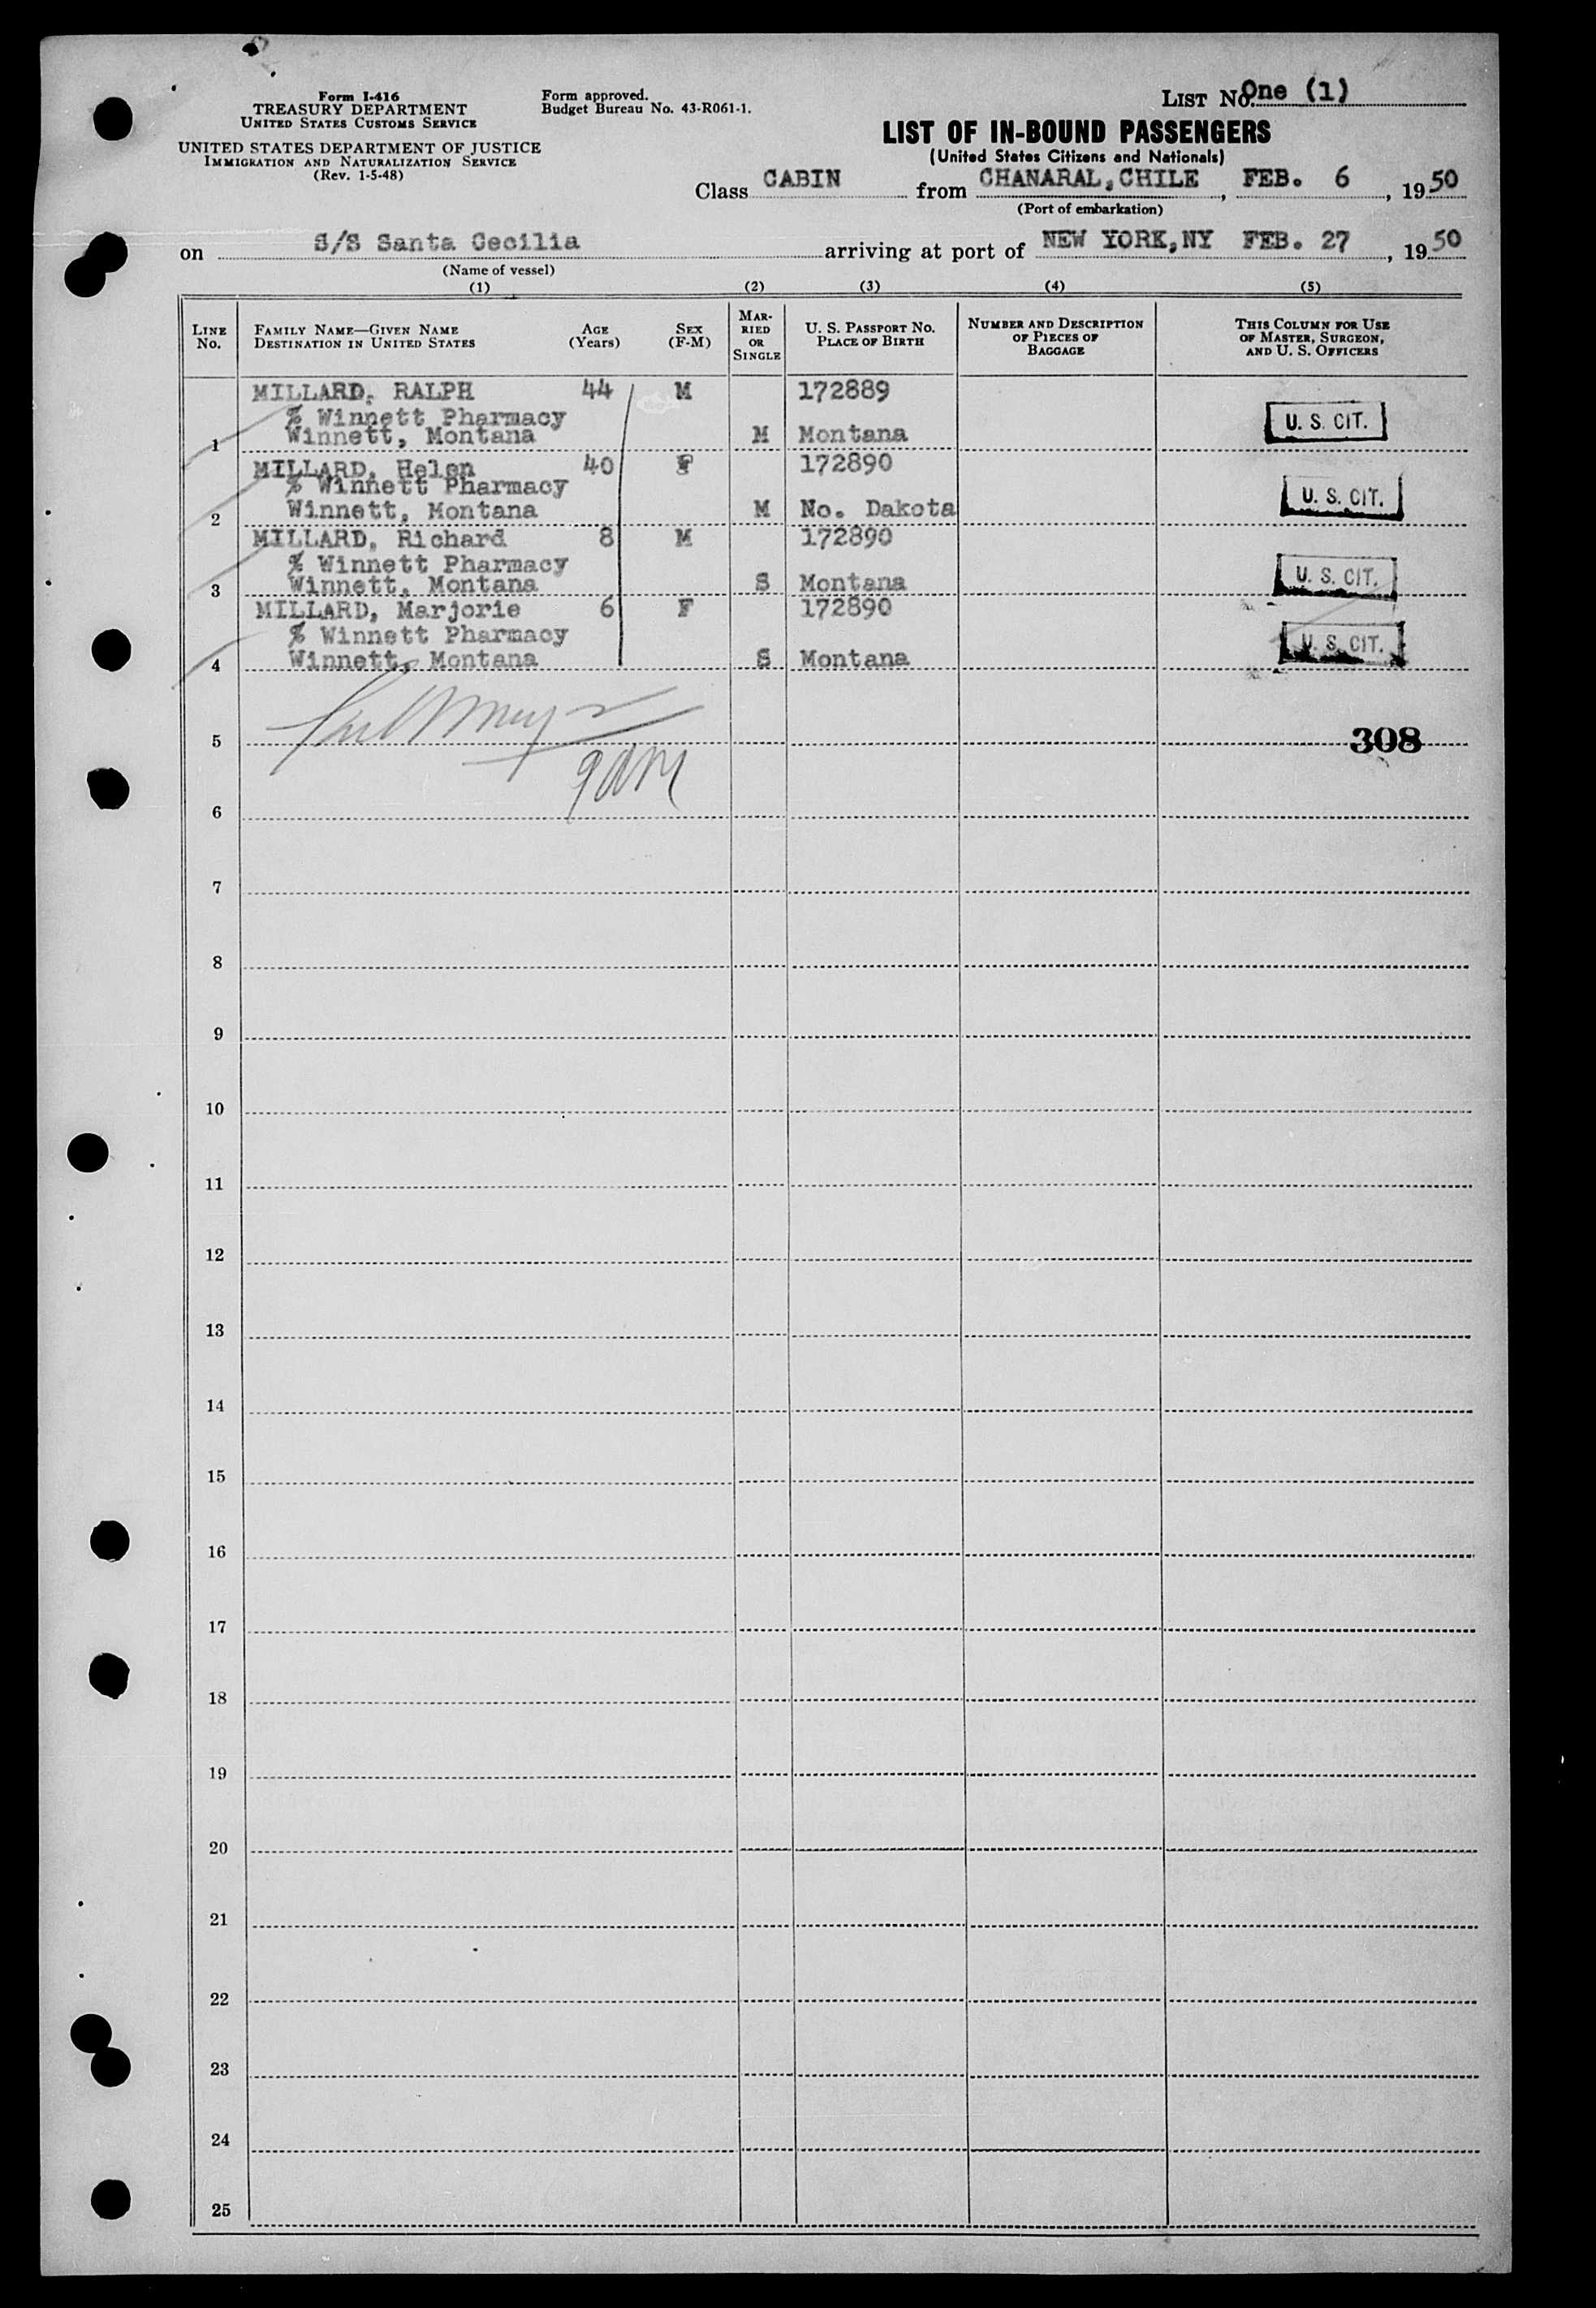 Form I-416
TREASURY DEPARTMENT
UNITED STATES CUSTOMS SERVICE
UNITED STATES DEPARTMENT OF JUSTICE
IMMIGRATION AND NATURALIZATION SERVICE
(Rev. 1-5-48)
Form approved.
Budget Bureau No. 43-R061-1.
LIST No. One (1)
LIST OF IN-BOUND PASSENGERS
(United States Citizens and Nationals)
Class CABIN from CHANARAL, CHILE, FEB. 6, 1950
(Port of embarkation)
on S/S Santa Cecilia arriving at port of NEW YORK, NY FEB. 27, 1950
(Name of vessel)
(1) (2) (3) (4) (5)
LINE No. FAMILY NAME—GIVEN NAME DESTINATION IN UNITED STATES AGE (Years) SEX (F-M) MARRIED OR SINGLE U. S. PASSPORT NO. PLACE OF BIRTH NUMBER AND DESCRIPTION OF PIECES OF BAGGAGE THIS COLUMN FOR USE OF MASTER, SURGEON, AND U. S. OFFICERS
MILLARD, RALPH 44 M 172889
% Winnett Pharmacy U. S. CIT.
1 Winnett, Montana M Montana
MILLARD, Helen 40 F 172890
% Winnett Pharmacy U. S. CIT.
2 Winnett, Montana M No. Dakota
MILLARD, Richard 8 M 172890
% Winnett Pharmacy U. S. CIT.
3 Winnett, Montana S Montana
MILLARD, Marjorie 6 F 172890
% Winnett Pharmacy U. S. CIT.
4 Winnett, Montana S Montana
5 308
6
7
8
9
10
11
12
13
14
15
16
17
18
19
20
21
22
23
24
25